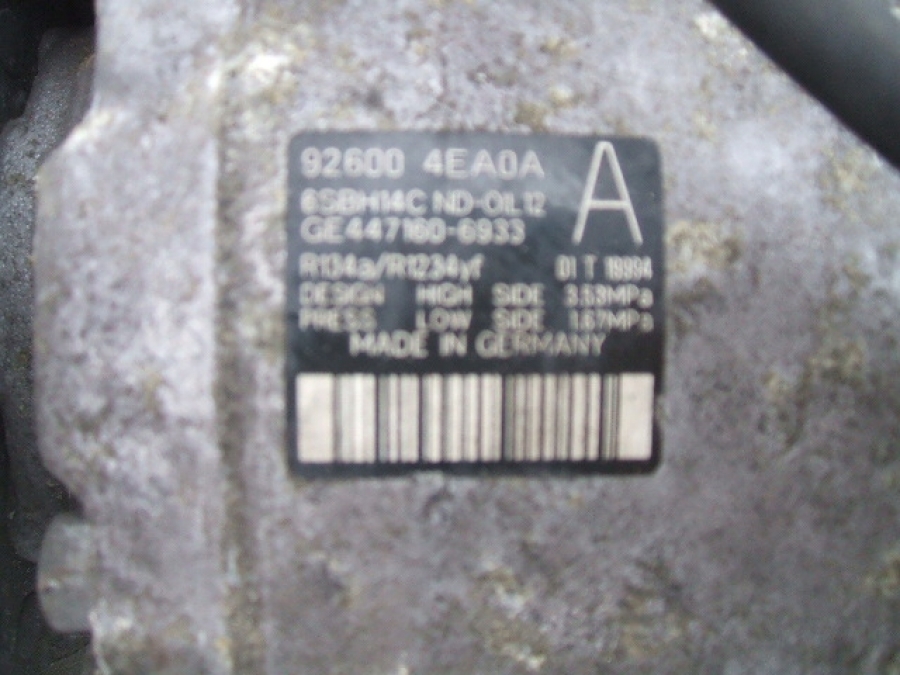 92600 4EA0A
A
6SBH14C ND-OIL12
GE447160-6933
R134a/R1234yf 01 T 18994
DESIGN HIGH SIDE 3.53MPa
PRESS LOW SIDE 1.67MPa
MADE IN GERMANY